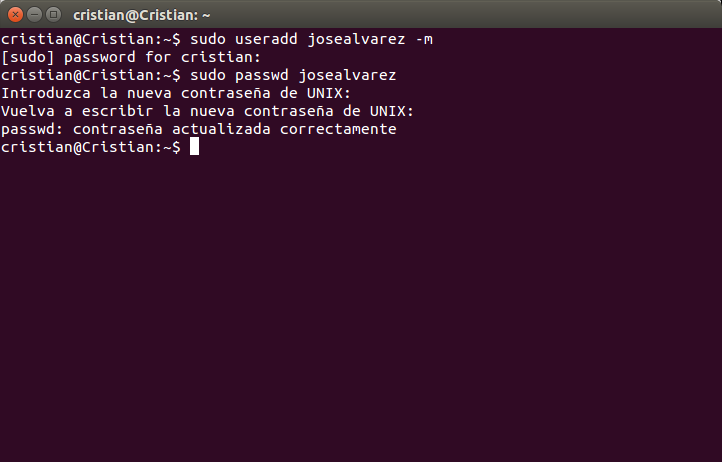 cristian@Cristian: ~
cristian@Cristian:~$ sudo useradd josealvarez -m
[sudo] password for cristian:
cristian@Cristian:~$ sudo passwd josealvarez
Introduzca la nueva contraseña de UNIX:
Vuelva a escribir la nueva contraseña de UNIX:
passwd: contraseña actualizada correctamente
cristian@Cristian:~$